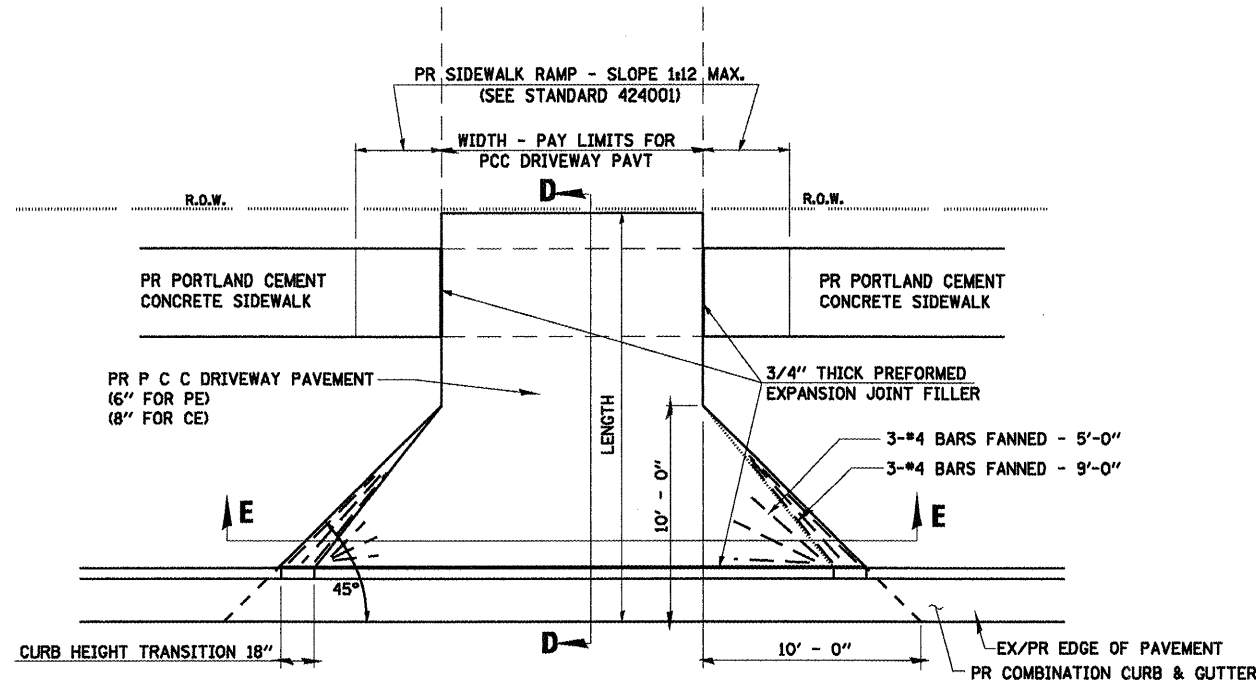 PR SIDEWALK RAMP - SLOPE 1:12 MAX.
(SEE STANDARD 424001)
WIDTH - PAY LIMITS FOR
PCC DRIVEWAY PAVT
D
R.O.W.
R.O.W.
PR PORTLAND CEMENT
CONCRETE SIDEWALK
PR PORTLAND CEMENT
CONCRETE SIDEWALK
PR P C C DRIVEWAY PAVEMENT
(6" FOR PE)
(8" FOR CE)
3/4" THICK PREFORMED
EXPANSION JOINT FILLER
LENGTH
3-#4 BARS FANNED - 5'-0"
3-#4 BARS FANNED - 9'-0"
10' - 0"
E
E
45°
CURB HEIGHT TRANSITION 18"
D
10' - 0"
EX/PR EDGE OF PAVEMENT
PR COMBINATION CURB & GUTTER